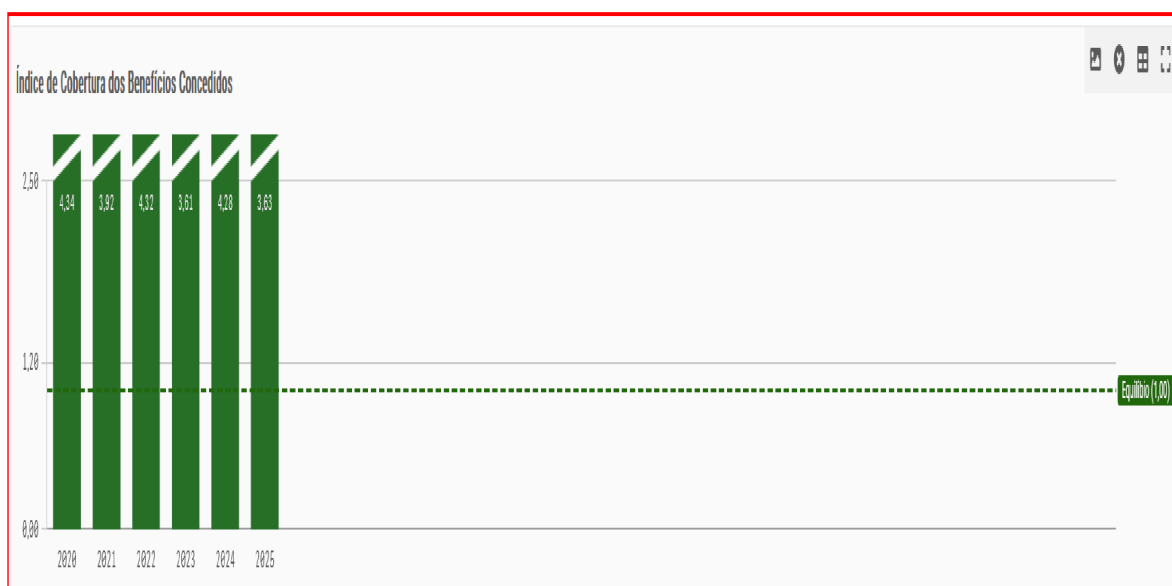 Índice de Cobertura dos Benefícios Concedidos
2,50
4,34 3,92 4,32 3,61 4,28 3,63
1,20
Equilíbio (1,00)
0,00
2020 2021 2022 2023 2024 2025